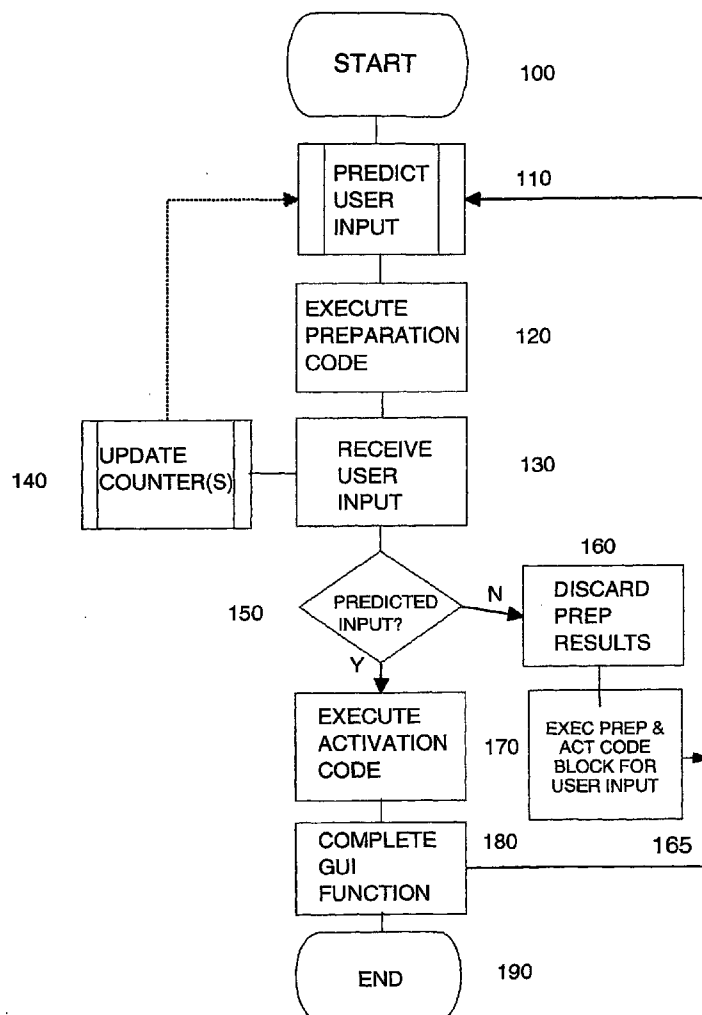 START
100
PREDICT
USER
INPUT
110
EXECUTE
PREPARATION
CODE
120
RECEIVE
USER
INPUT
130
UPDATE
COUNTER(S)
140
PREDICTED
INPUT?
150
N
Y
160
DISCARD
PREP
RESULTS
EXEC PREP &
ACT CODE
BLOCK FOR
USER INPUT
165
EXECUTE
ACTIVATION
CODE
170
COMPLETE
GUI
FUNCTION
180
END
190